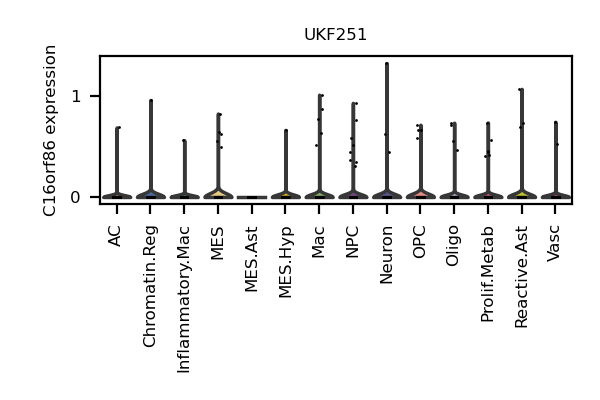 UKF251
C16orf86 expression
1
0
AC
Chromatin.Reg
Inflammatory.Mac
MES
MES.Ast
MES.Hyp
Mac
NPC
Neuron
OPC
Oligo
Prolif.Metab
Reactive.Ast
Vasc